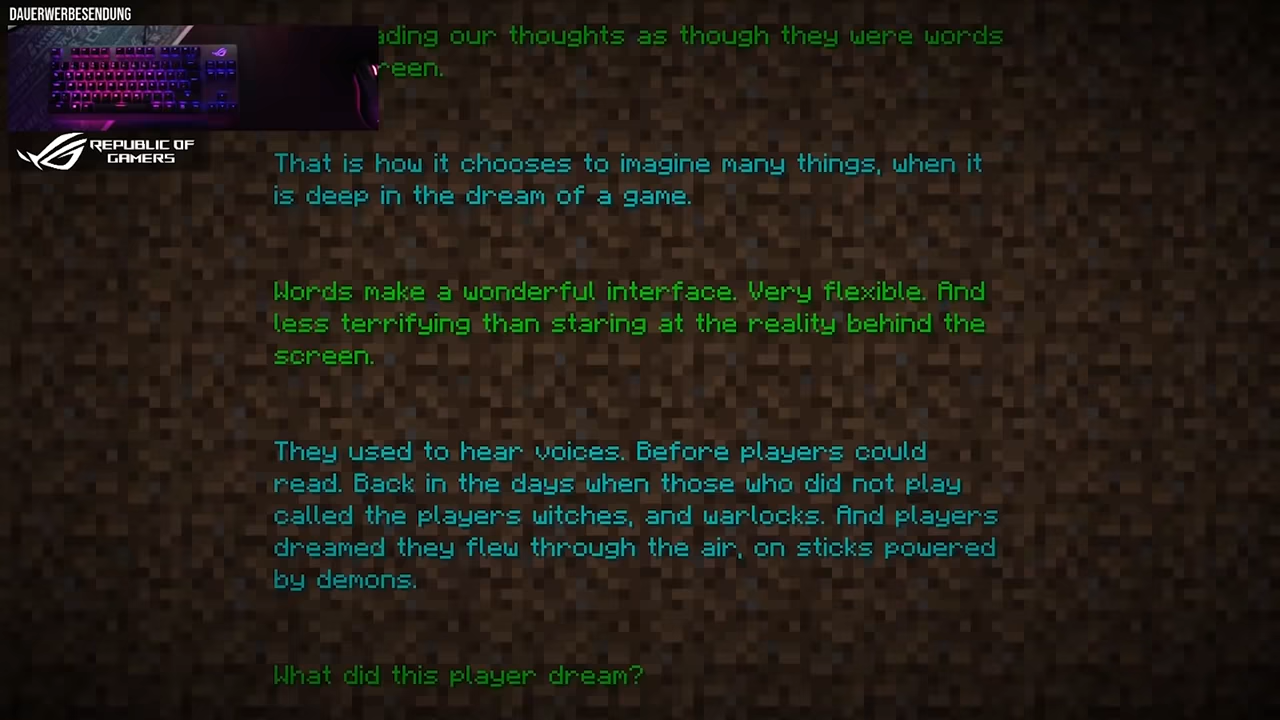 DAUERWERBESENDUNG
our thoughts as though they were words
REPUBLIC OF
GAMERS
That is how it chooses to imagine many things, when it
is deep in the dream of a game.
Words make a wonderful interface. Very flexible. And
less terrifying than staring at the reality behind the
screen.
They used to hear voices. Before players could
read. Back in the days when those who did not play
called the players witches, and warlocks. And players
dreamed they flew through the air, on sticks powered
by demons.
What did this player dream?